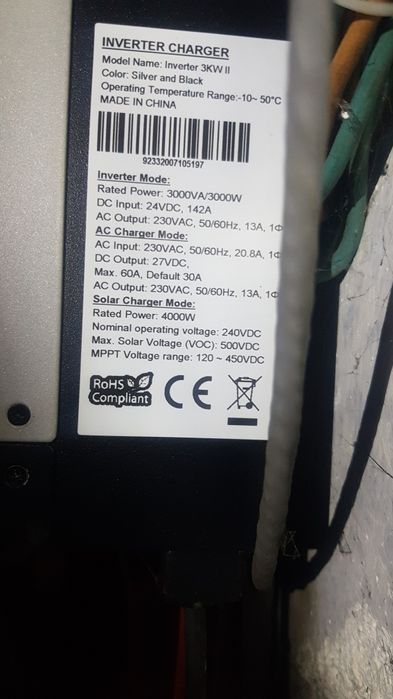 INVERTER CHARGER
Model Name: Inverter 3KW II
Color: Silver and Black
Operating Temperature Range:-10~ 50°C
MADE IN CHINA
92332007105197
Inverter Mode:
Rated Power: 3000VA/3000W
DC Input: 24VDC, 142A
AC Output: 230VAC, 50/60Hz, 13A, 1Φ
AC Charger Mode:
AC Input: 230VAC, 50/60Hz, 20.8A, 1Φ
DC Output: 27VDC,
Max. 60A, Default 30A
AC Output: 230VAC, 50/60Hz, 13A, 1Φ
Solar Charger Mode:
Rated Power: 4000W
Nominal operating voltage: 240VDC
Max. Solar Voltage (VOC): 500VDC
MPPT Voltage range: 120 ~ 450VDC
RoHS
Compliant
CE